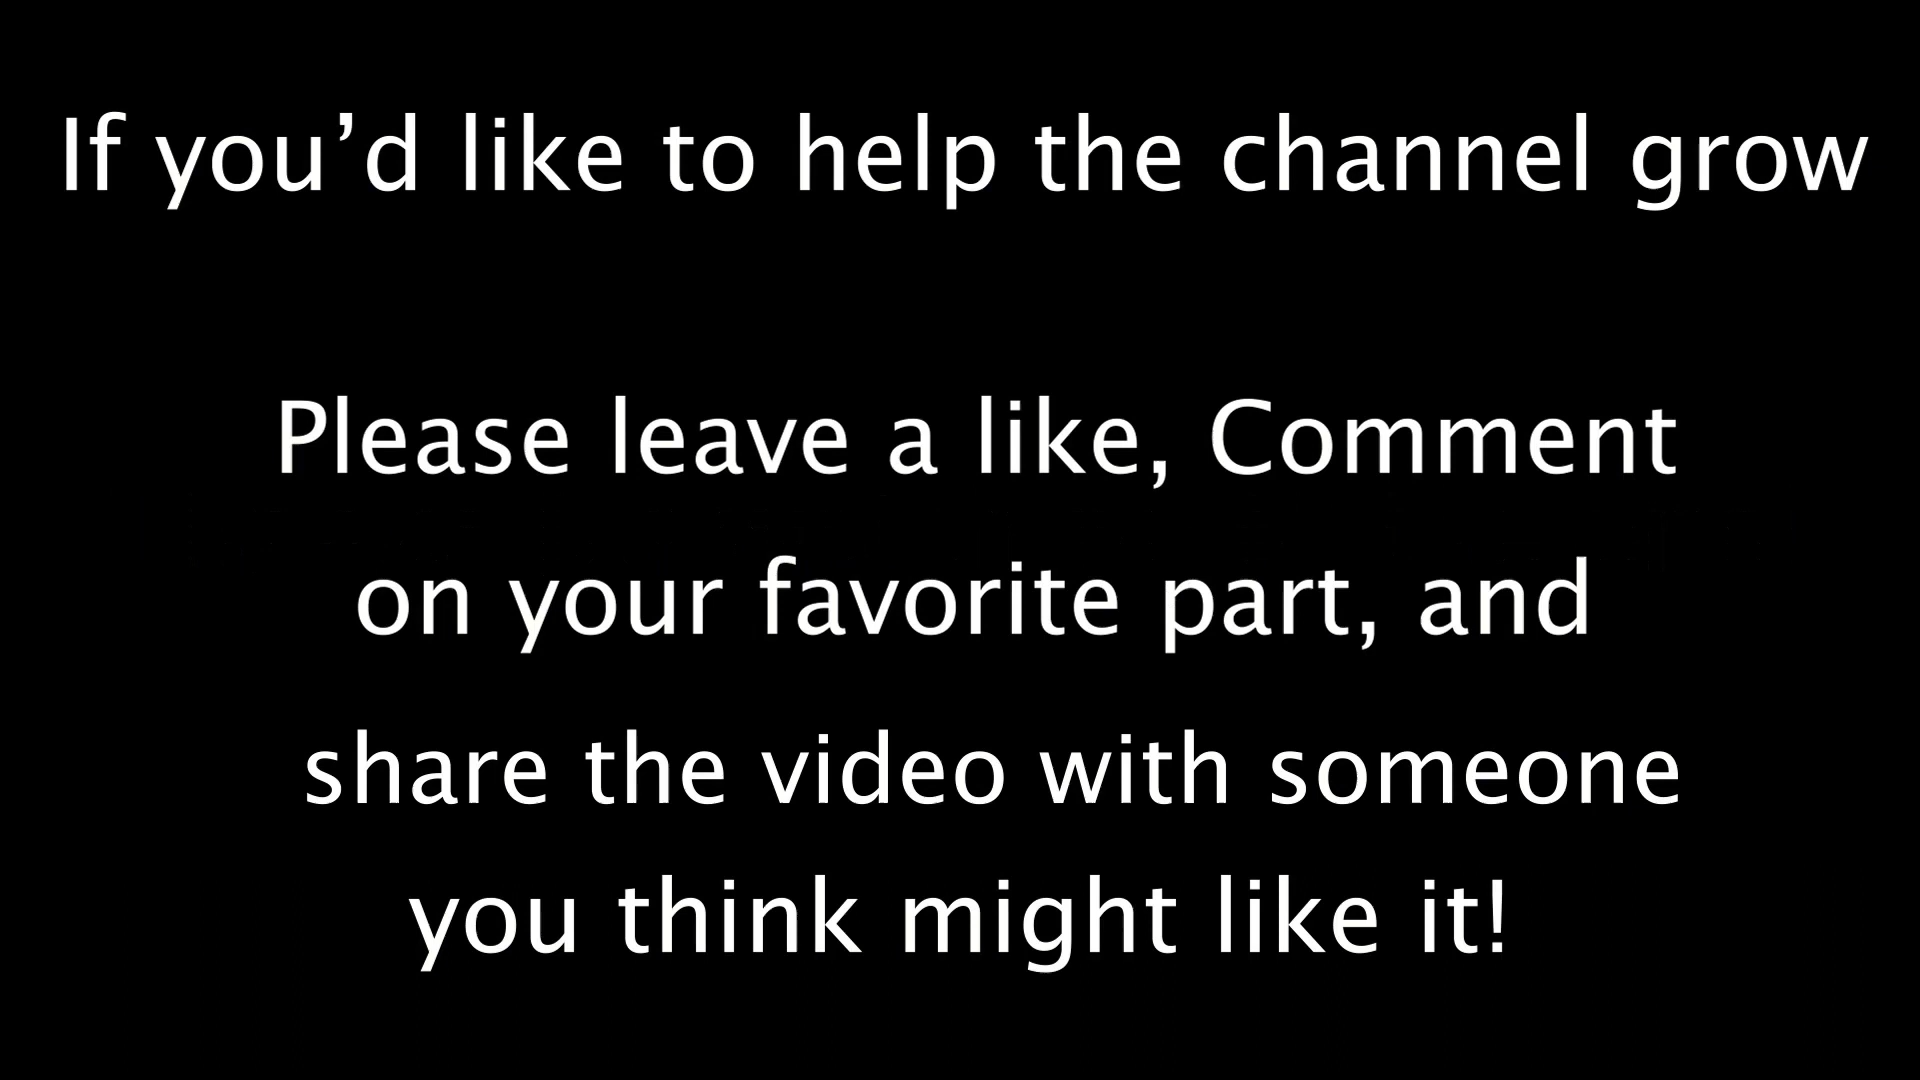 If you’d like to help the channel grow
Please leave a like, Comment
on your favorite part, and
share the video with someone
you think might like it!